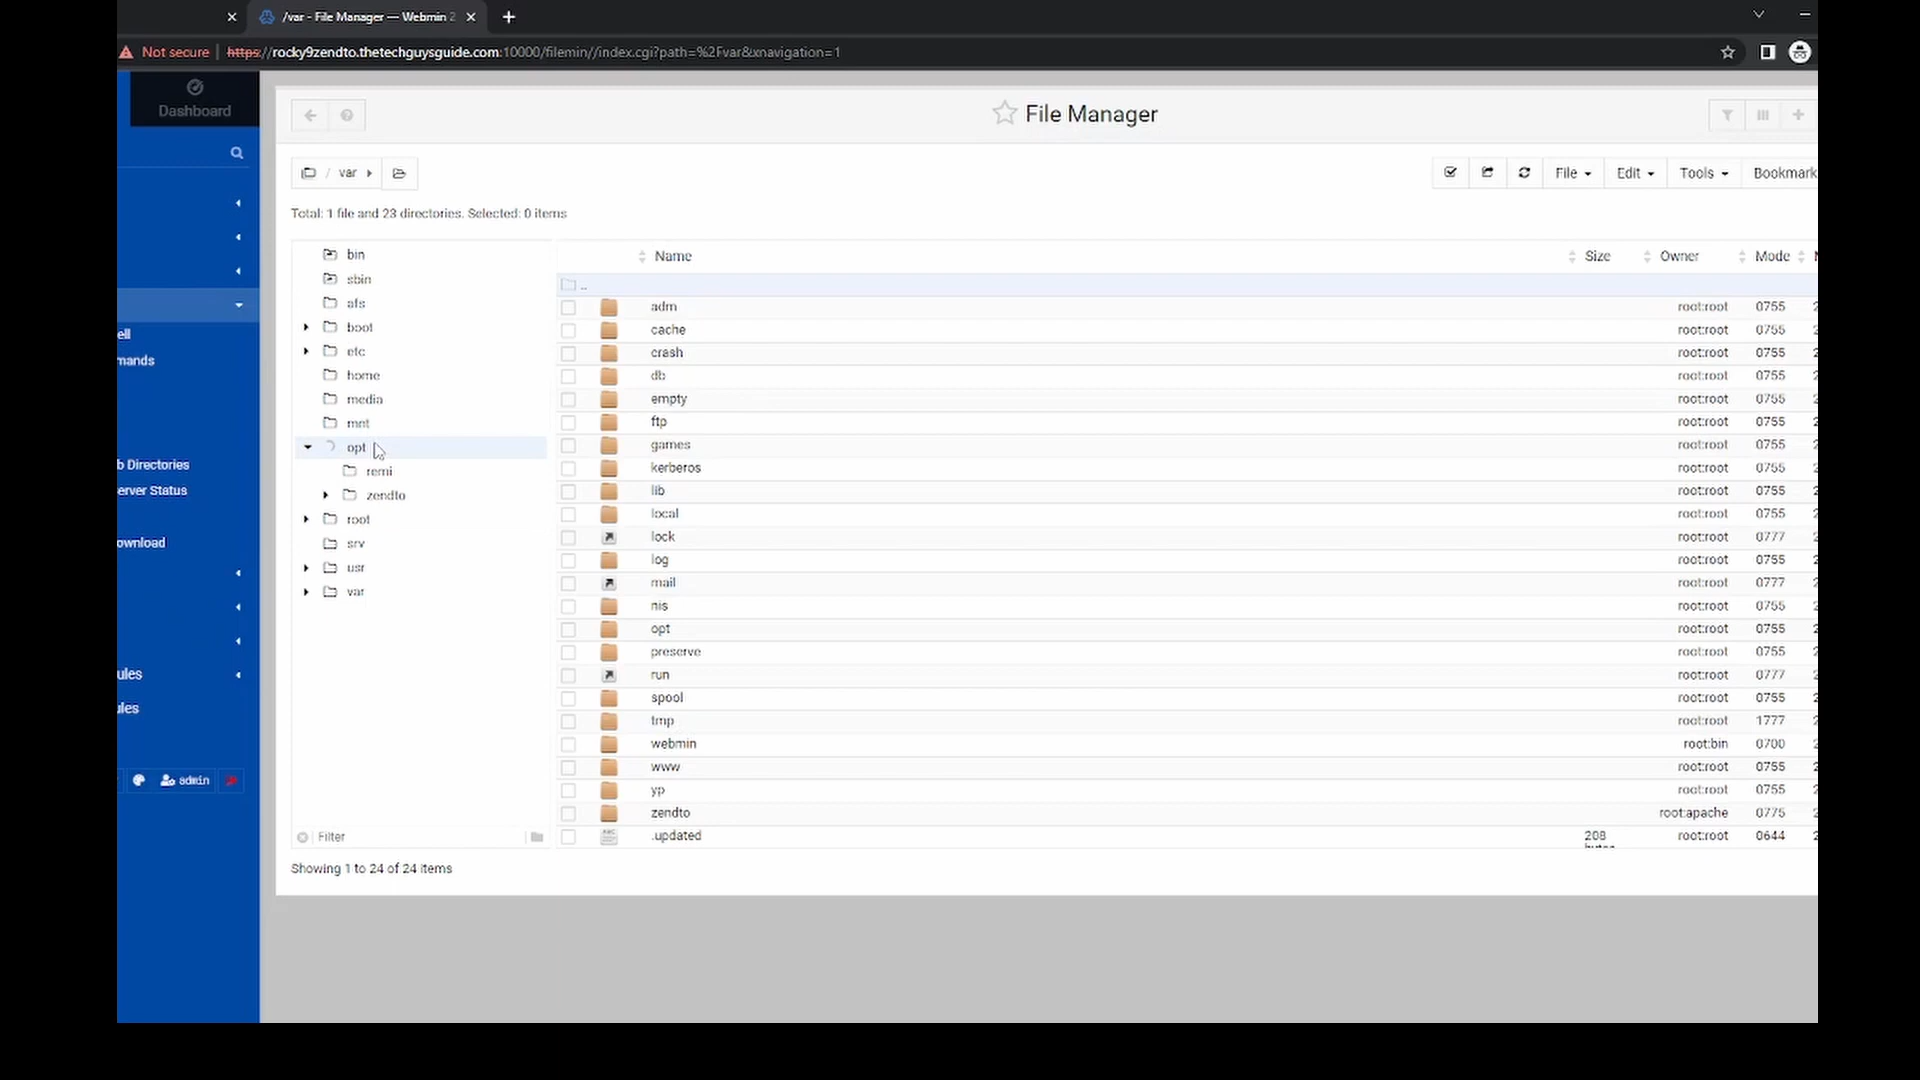 /var - File Manager — Webmin 2
Not secure | https://rocky9zendto.thetechguysguide.com:10000/filemin//index.cgi?path=%2Fvar&xnavigation=1
Dashboard
File Manager
/ var
File Edit Tools Bookmark
Total: 1 file and 23 directories. Selected: 0 items
bin
sbin
afs
boot
etc
home
media
mnt
opt
remi
zendto
root
srv
usr
var
Filter
ell
mands
b Directories
erver Status
ownload
ules
ules
admin
Name Size Owner Mode
..
adm root:root 0755
cache root:root 0755
crash root:root 0755
db root:root 0755
empty root:root 0755
ftp root:root 0755
games root:root 0755
kerberos root:root 0755
lib root:root 0755
local root:root 0755
lock root:root 0777
log root:root 0755
mail root:root 0777
nis root:root 0755
opt root:root 0755
preserve root:root 0755
run root:root 0777
spool root:root 0755
tmp root:root 1777
webmin root:bin 0700
www root:root 0755
yp root:root 0755
zendto root:apache 0775
.updated 208 root:root 0644
Showing 1 to 24 of 24 items